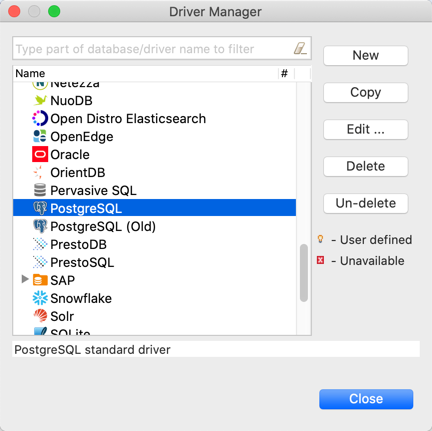 Driver Manager
Type part of database/driver name to filter
Name #
Netezza
NuoDB
Open Distro Elasticsearch
OpenEdge
Oracle
OrientDB
Pervasive SQL
PostgreSQL
PostgreSQL (Old)
PrestoDB
PrestoSQL
SAP
Snowflake
Solr
SQLite
New
Copy
Edit ...
Delete
Un-delete
- User defined
- Unavailable
PostgreSQL standard driver
Close